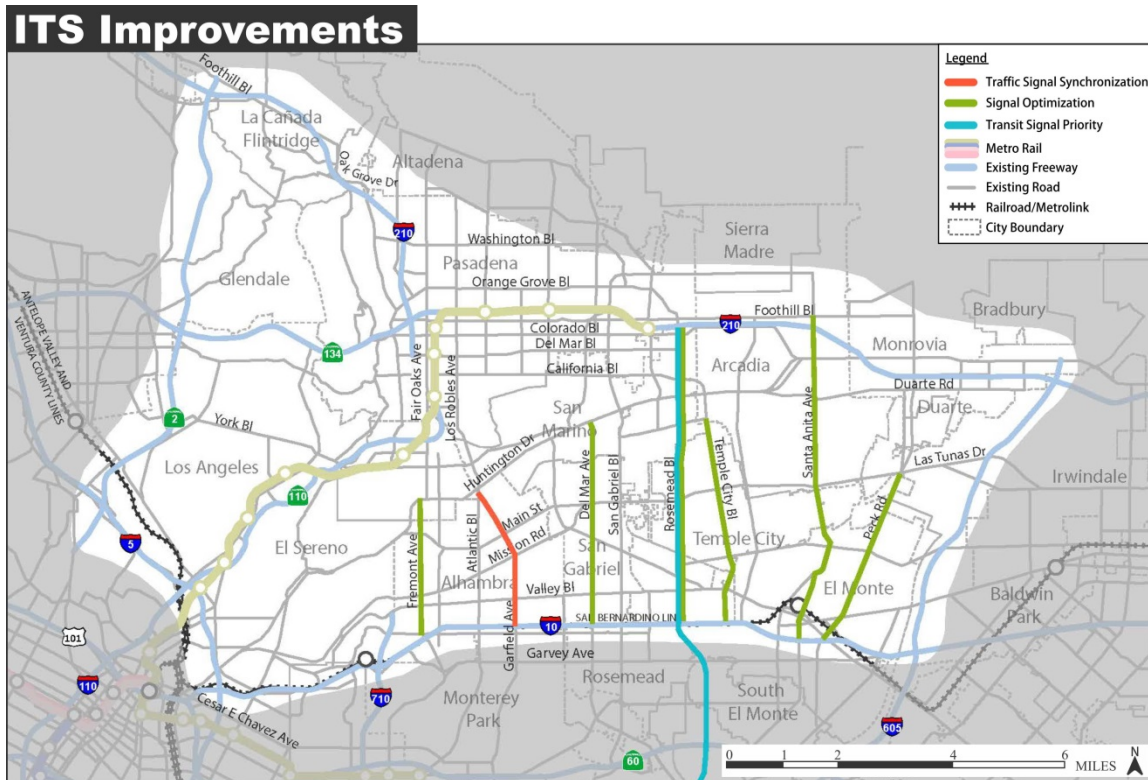 ITS Improvements
Legend
Traffic Signal Synchronization
Signal Optimization
Transit Signal Priority
Metro Rail
Existing Freeway
Existing Road
Railroad/Metrolink
City Boundary
Foothill Bl
La Cañada
Flintridge
Oak Grove Dr
Altadena
210
Sierra
Madre
Washington Bl
Pasadena
Glendale
Orange Grove Bl
Bradbury
Foothill Bl
ANTELOPE VALLEY AND
VENTURA COUNTY LINES
Colorado Bl
210
134
Del Mar Bl
Monrovia
Arcadia
California Bl
Fair Oaks Ave
Los Robles Ave
Duarte Rd
Duarte
2
York Bl
San
Marino
Santa Anita Ave
Huntington Dr
Las Tunas Dr
Los Angeles
Del Mar Ave
San Gabriel Bl
Rosemead Bl
Temple City Bl
Irwindale
110
Main St
Mission Rd
Peck Rd
5
El Sereno
Atlantic Bl
Fremont Ave
San
Gabriel
Temple City
Alhambra
Valley Bl
El Monte
Baldwin
Park
101
10
SAN BERNARDINO LIN
Garfield Ave
Garvey Ave
110
Rosemead
710
Monterey
Park
South
El Monte
Cesar E Chavez Ave
605
60
0 1 2 4 6
MILES
N